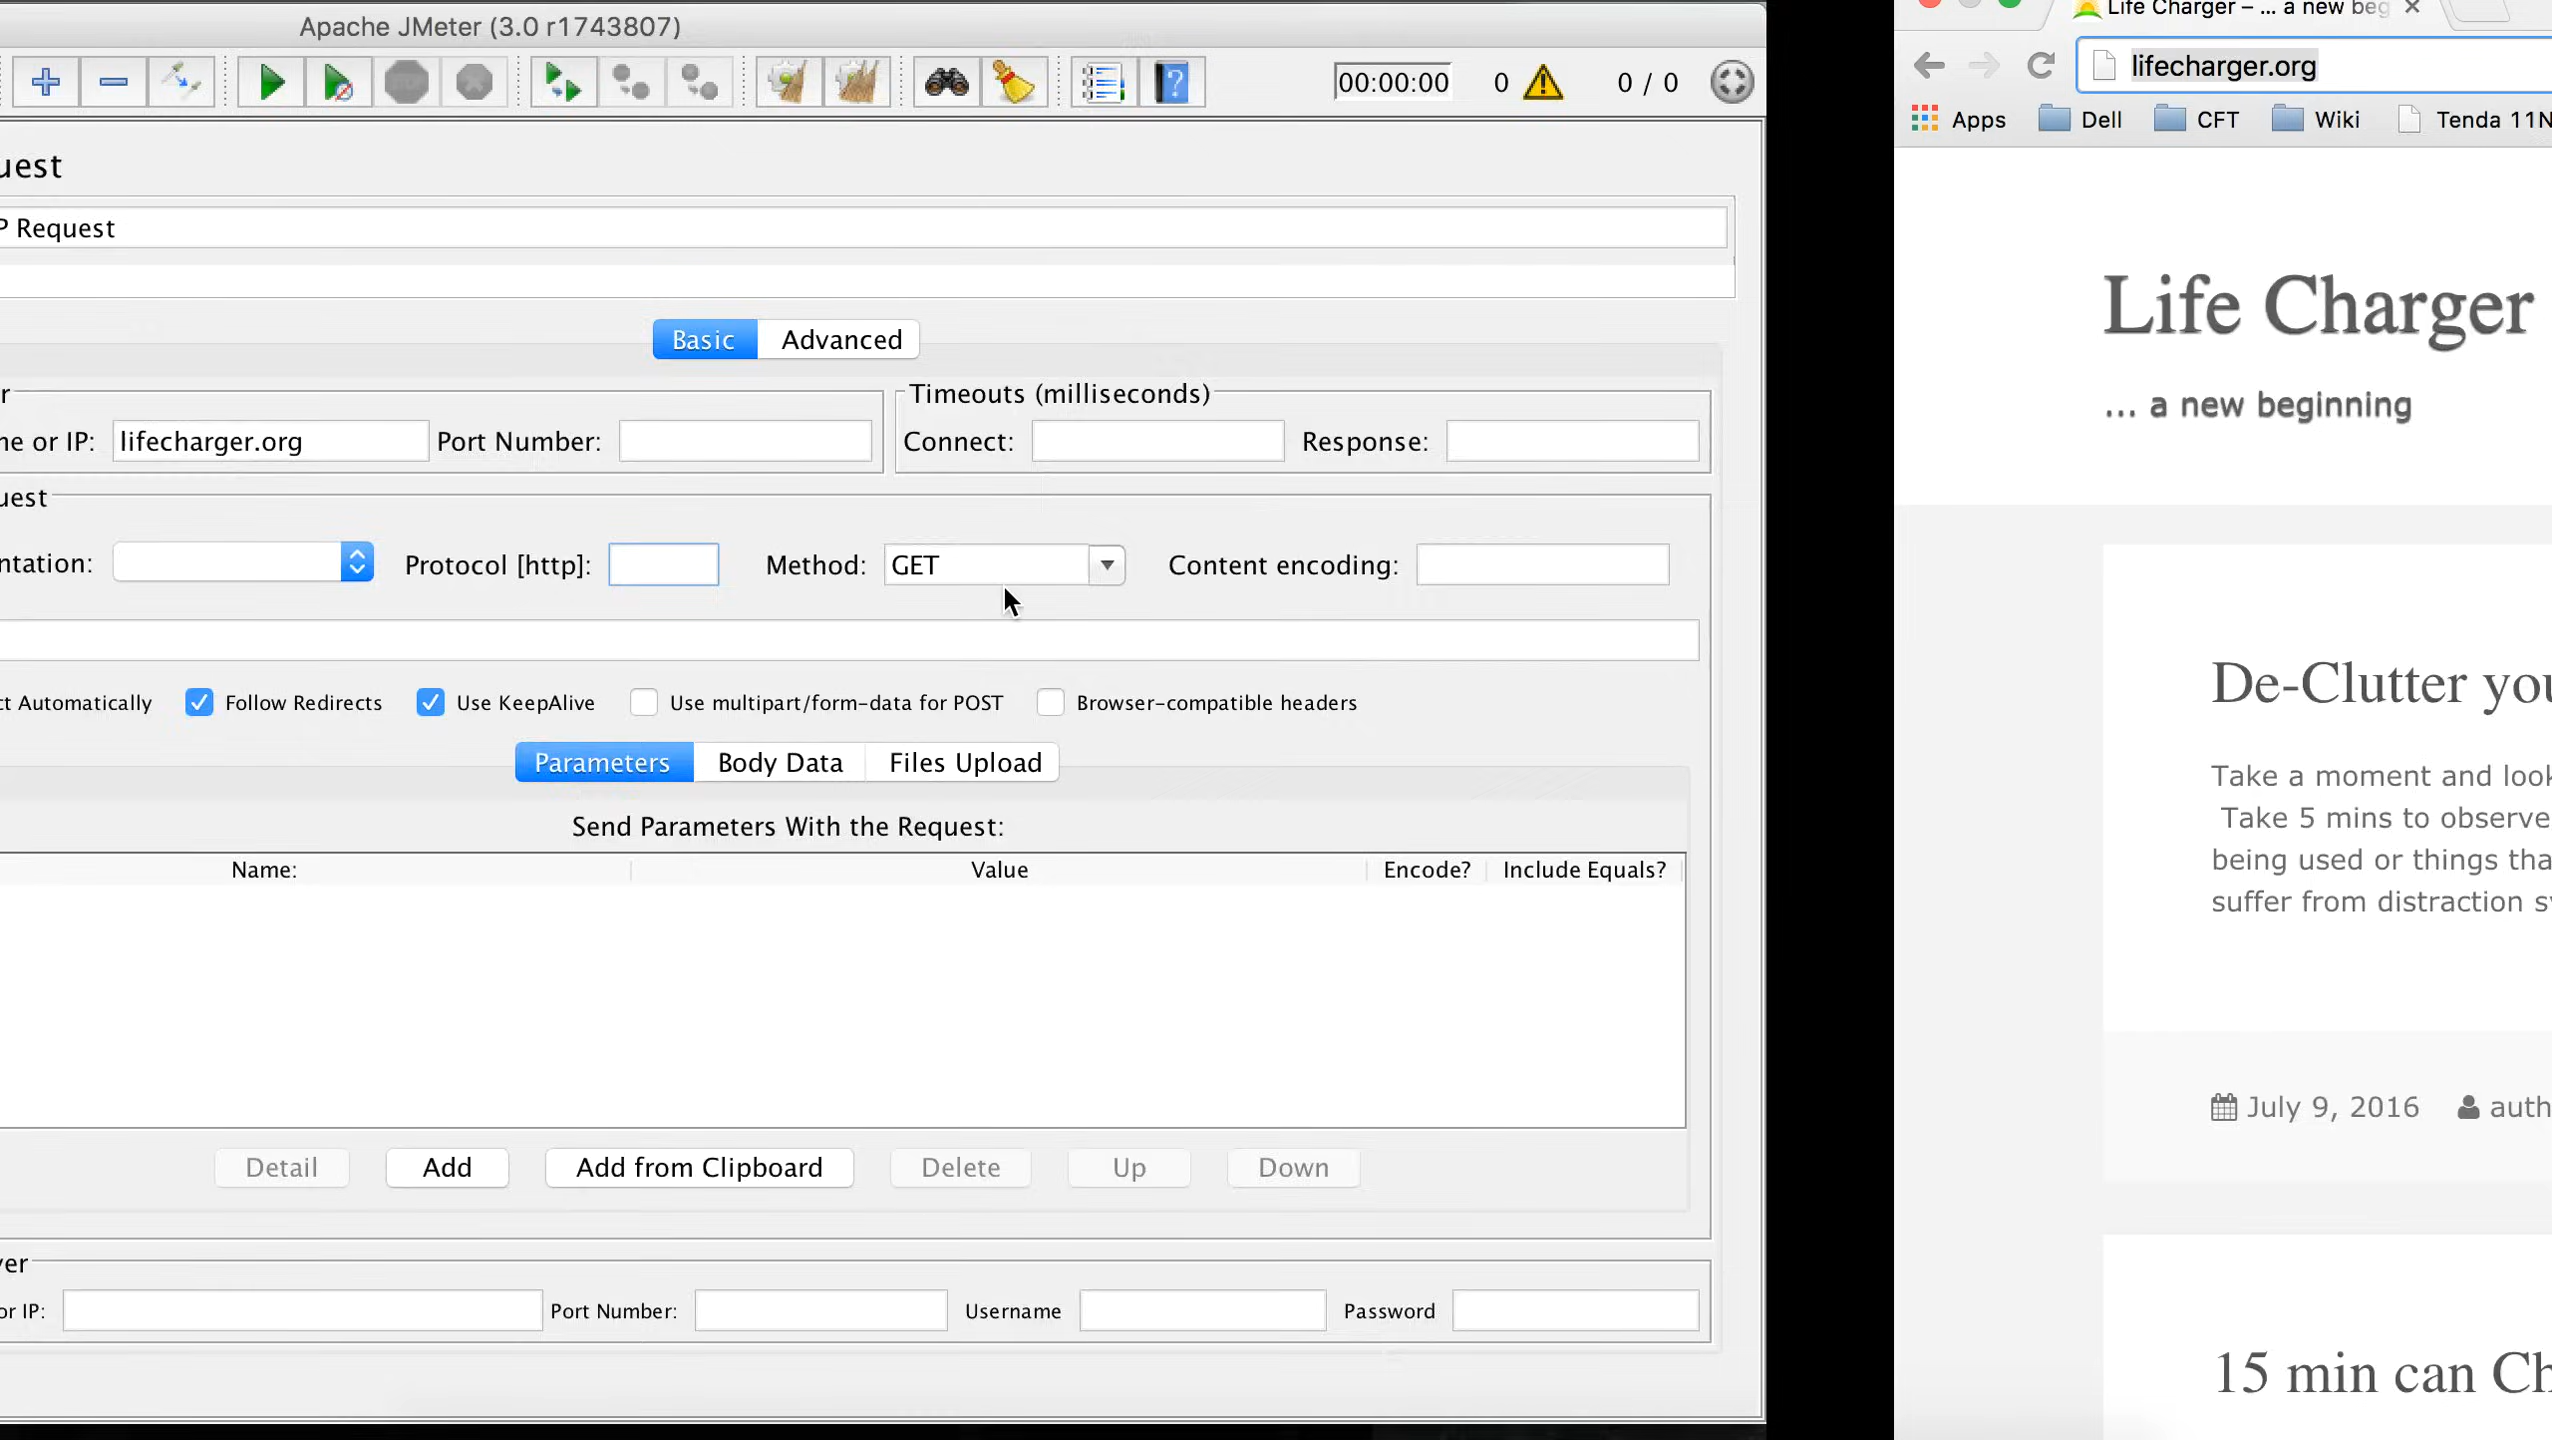 Apache JMeter (3.0 r1743807)
00:00:00 0 0 / 0
uest
P Request
Basic Advanced
r Timeouts (milliseconds)
ne or IP: lifecharger.org Port Number: Connect: Response:
uest
ntation: Protocol [http]: Method: GET Content encoding:
ct Automatically Follow Redirects Use KeepAlive Use multipart/form-data for POST Browser-compatible headers
Parameters Body Data Files Upload
Send Parameters With the Request:
Name: Value Encode? Include Equals?
Detail Add Add from Clipboard Delete Up Down
ver
or IP: Port Number: Username Password
Life Charger – ... a new beg
lifecharger.org
Apps Dell CFT Wiki Tenda 11N
Life Charger
... a new beginning
De-Clutter you
Take a moment and look
Take 5 mins to observe
being used or things tha
suffer from distraction sy
July 9, 2016 auth
15 min can Ch